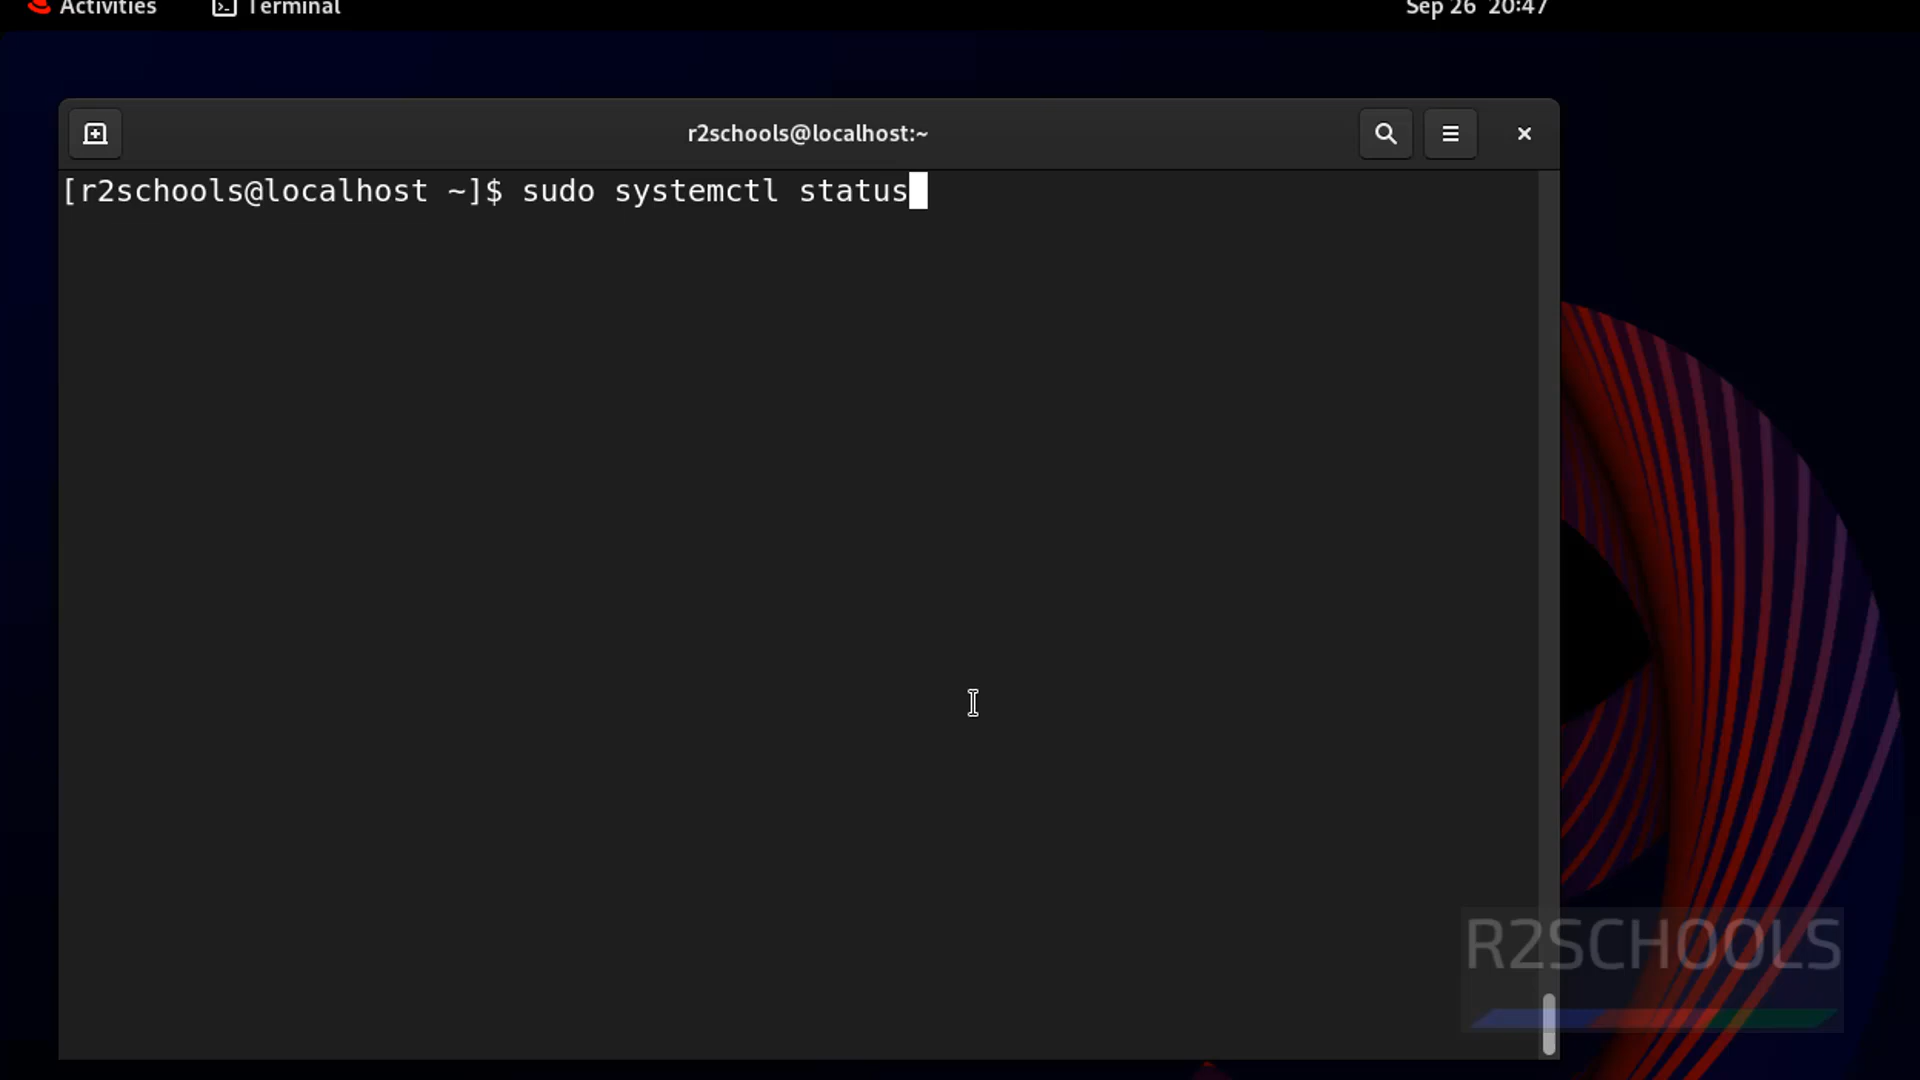 Activities Terminal Sep 26 20:47
r2schools@localhost:~
[r2schools@localhost ~]$ sudo systemctl status
R2SCHOOLS